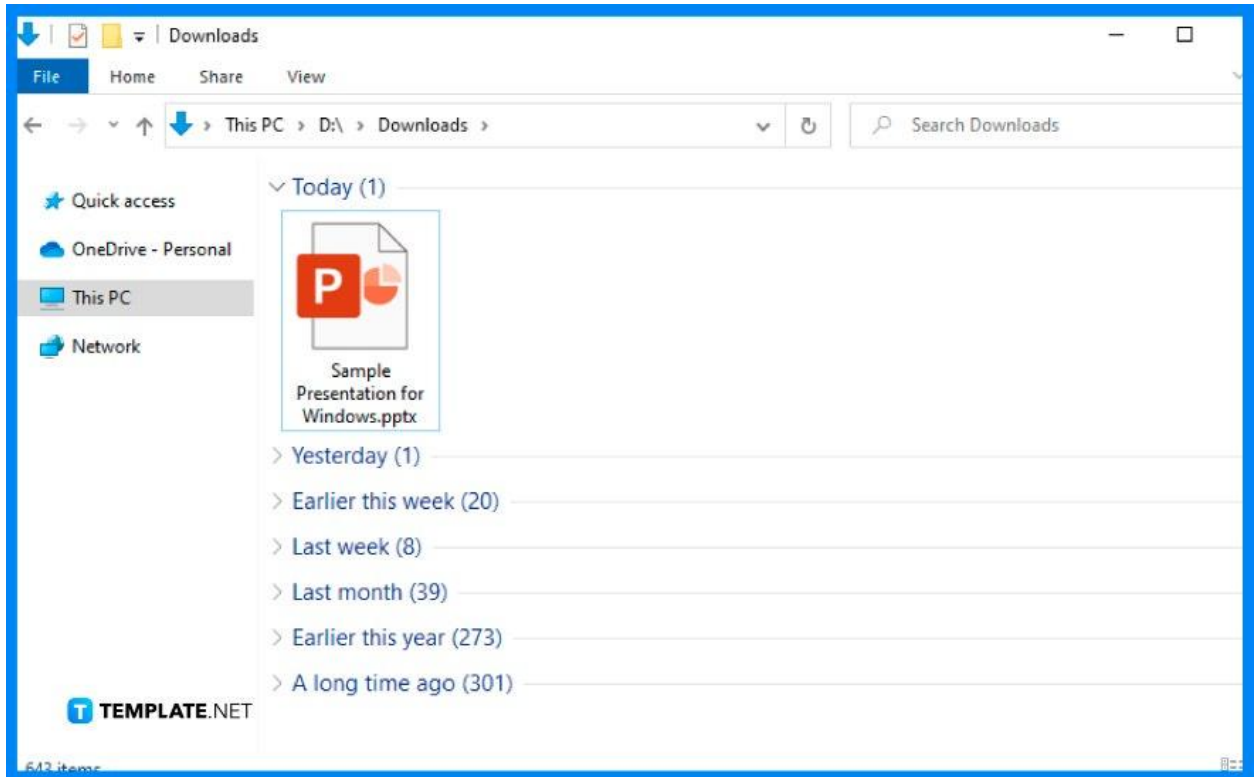 Downloads
File Home Share View
This PC > D:\ > Downloads >
Search Downloads
Quick access
OneDrive - Personal
This PC
Network
Today (1)
P
Sample
Presentation for
Windows.pptx
Yesterday (1)
Earlier this week (20)
Last week (8)
Last month (39)
Earlier this year (273)
A long time ago (301)
T TEMPLATE.NET
643 items